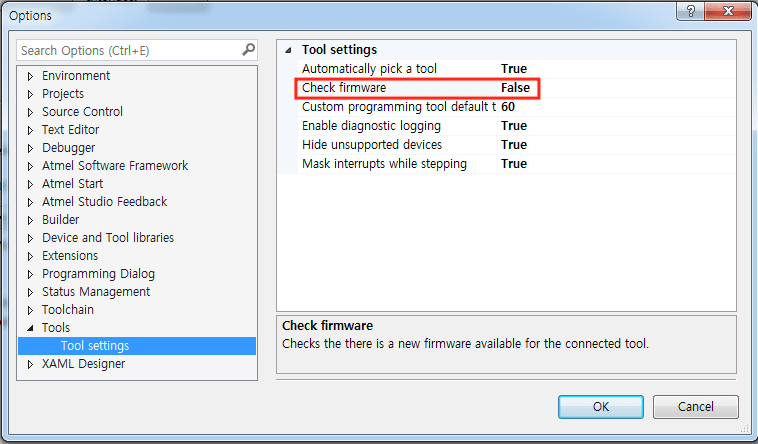 Options
?
Search Options (Ctrl+E)
Environment
Projects
Source Control
Text Editor
Debugger
Atmel Software Framework
Atmel Start
Atmel Studio Feedback
Builder
Device and Tool libraries
Extensions
Programming Dialog
Status Management
Toolchain
Tools
Tool settings
XAML Designer
Tool settings
Automatically pick a tool True
Check firmware False
Custom programming tool default t 60
Enable diagnostic logging True
Hide unsupported devices True
Mask interrupts while stepping True
Check firmware
Checks the there is a new firmware available for the connected tool.
OK Cancel